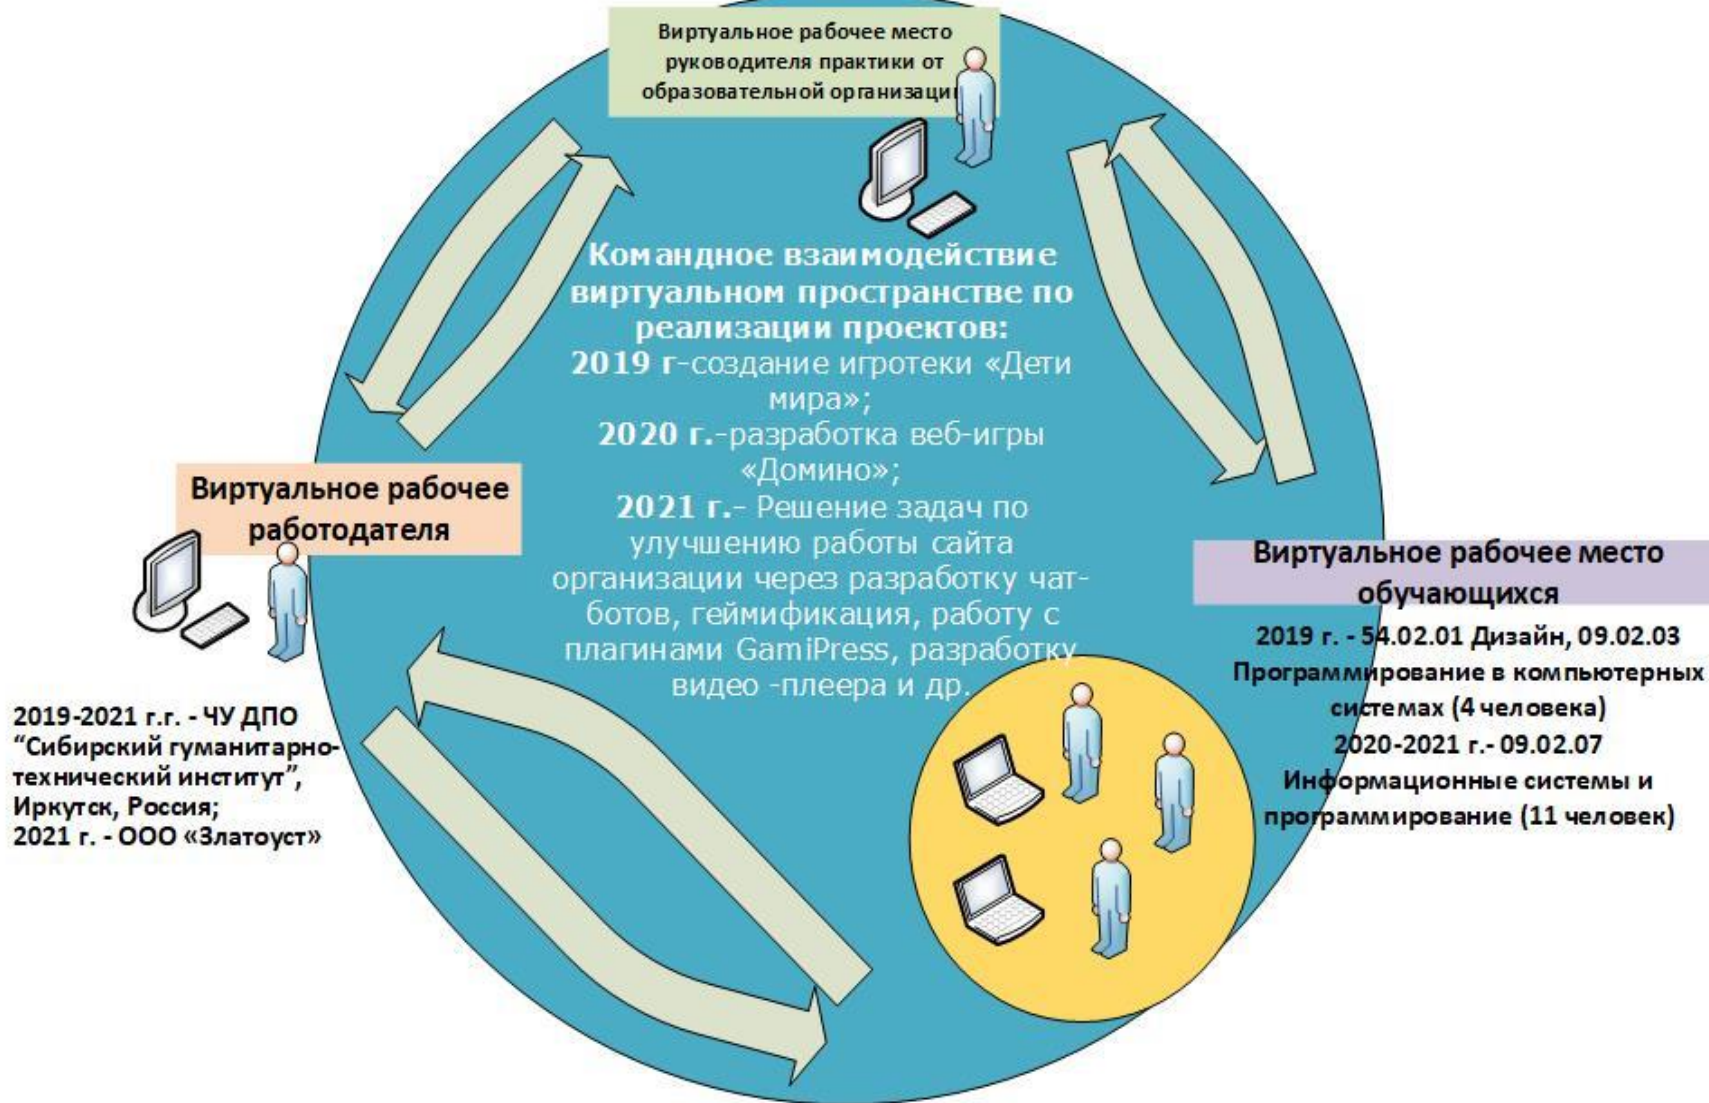 Виртуальное рабочее место
руководителя практики от
образовательной организации
Командное взаимодействие
виртуальном пространстве по
реализации проектов:
2019 г-создание игротеки «Дети
мира»;
2020 г.-разработка веб-игры
«Домино»;
2021 г.- Решение задач по
улучшению работы сайта
организации через разработку чат-
ботов, геймификация, работу с
плагинами GamiPress, разработку
видео -плеера и др.
Виртуальное рабочее
работодателя
2019-2021 г.г. - ЧУ ДПО
“Сибирский гуманитарно-
технический институт”,
Иркутск, Россия;
2021 г. - ООО «Златоуст»
Виртуальное рабочее место
обучающихся
2019 г. - 54.02.01 Дизайн, 09.02.03
Программирование в компьютерных
системах (4 человека)
2020-2021 г.- 09.02.07
Информационные системы и
программирование (11 человек)